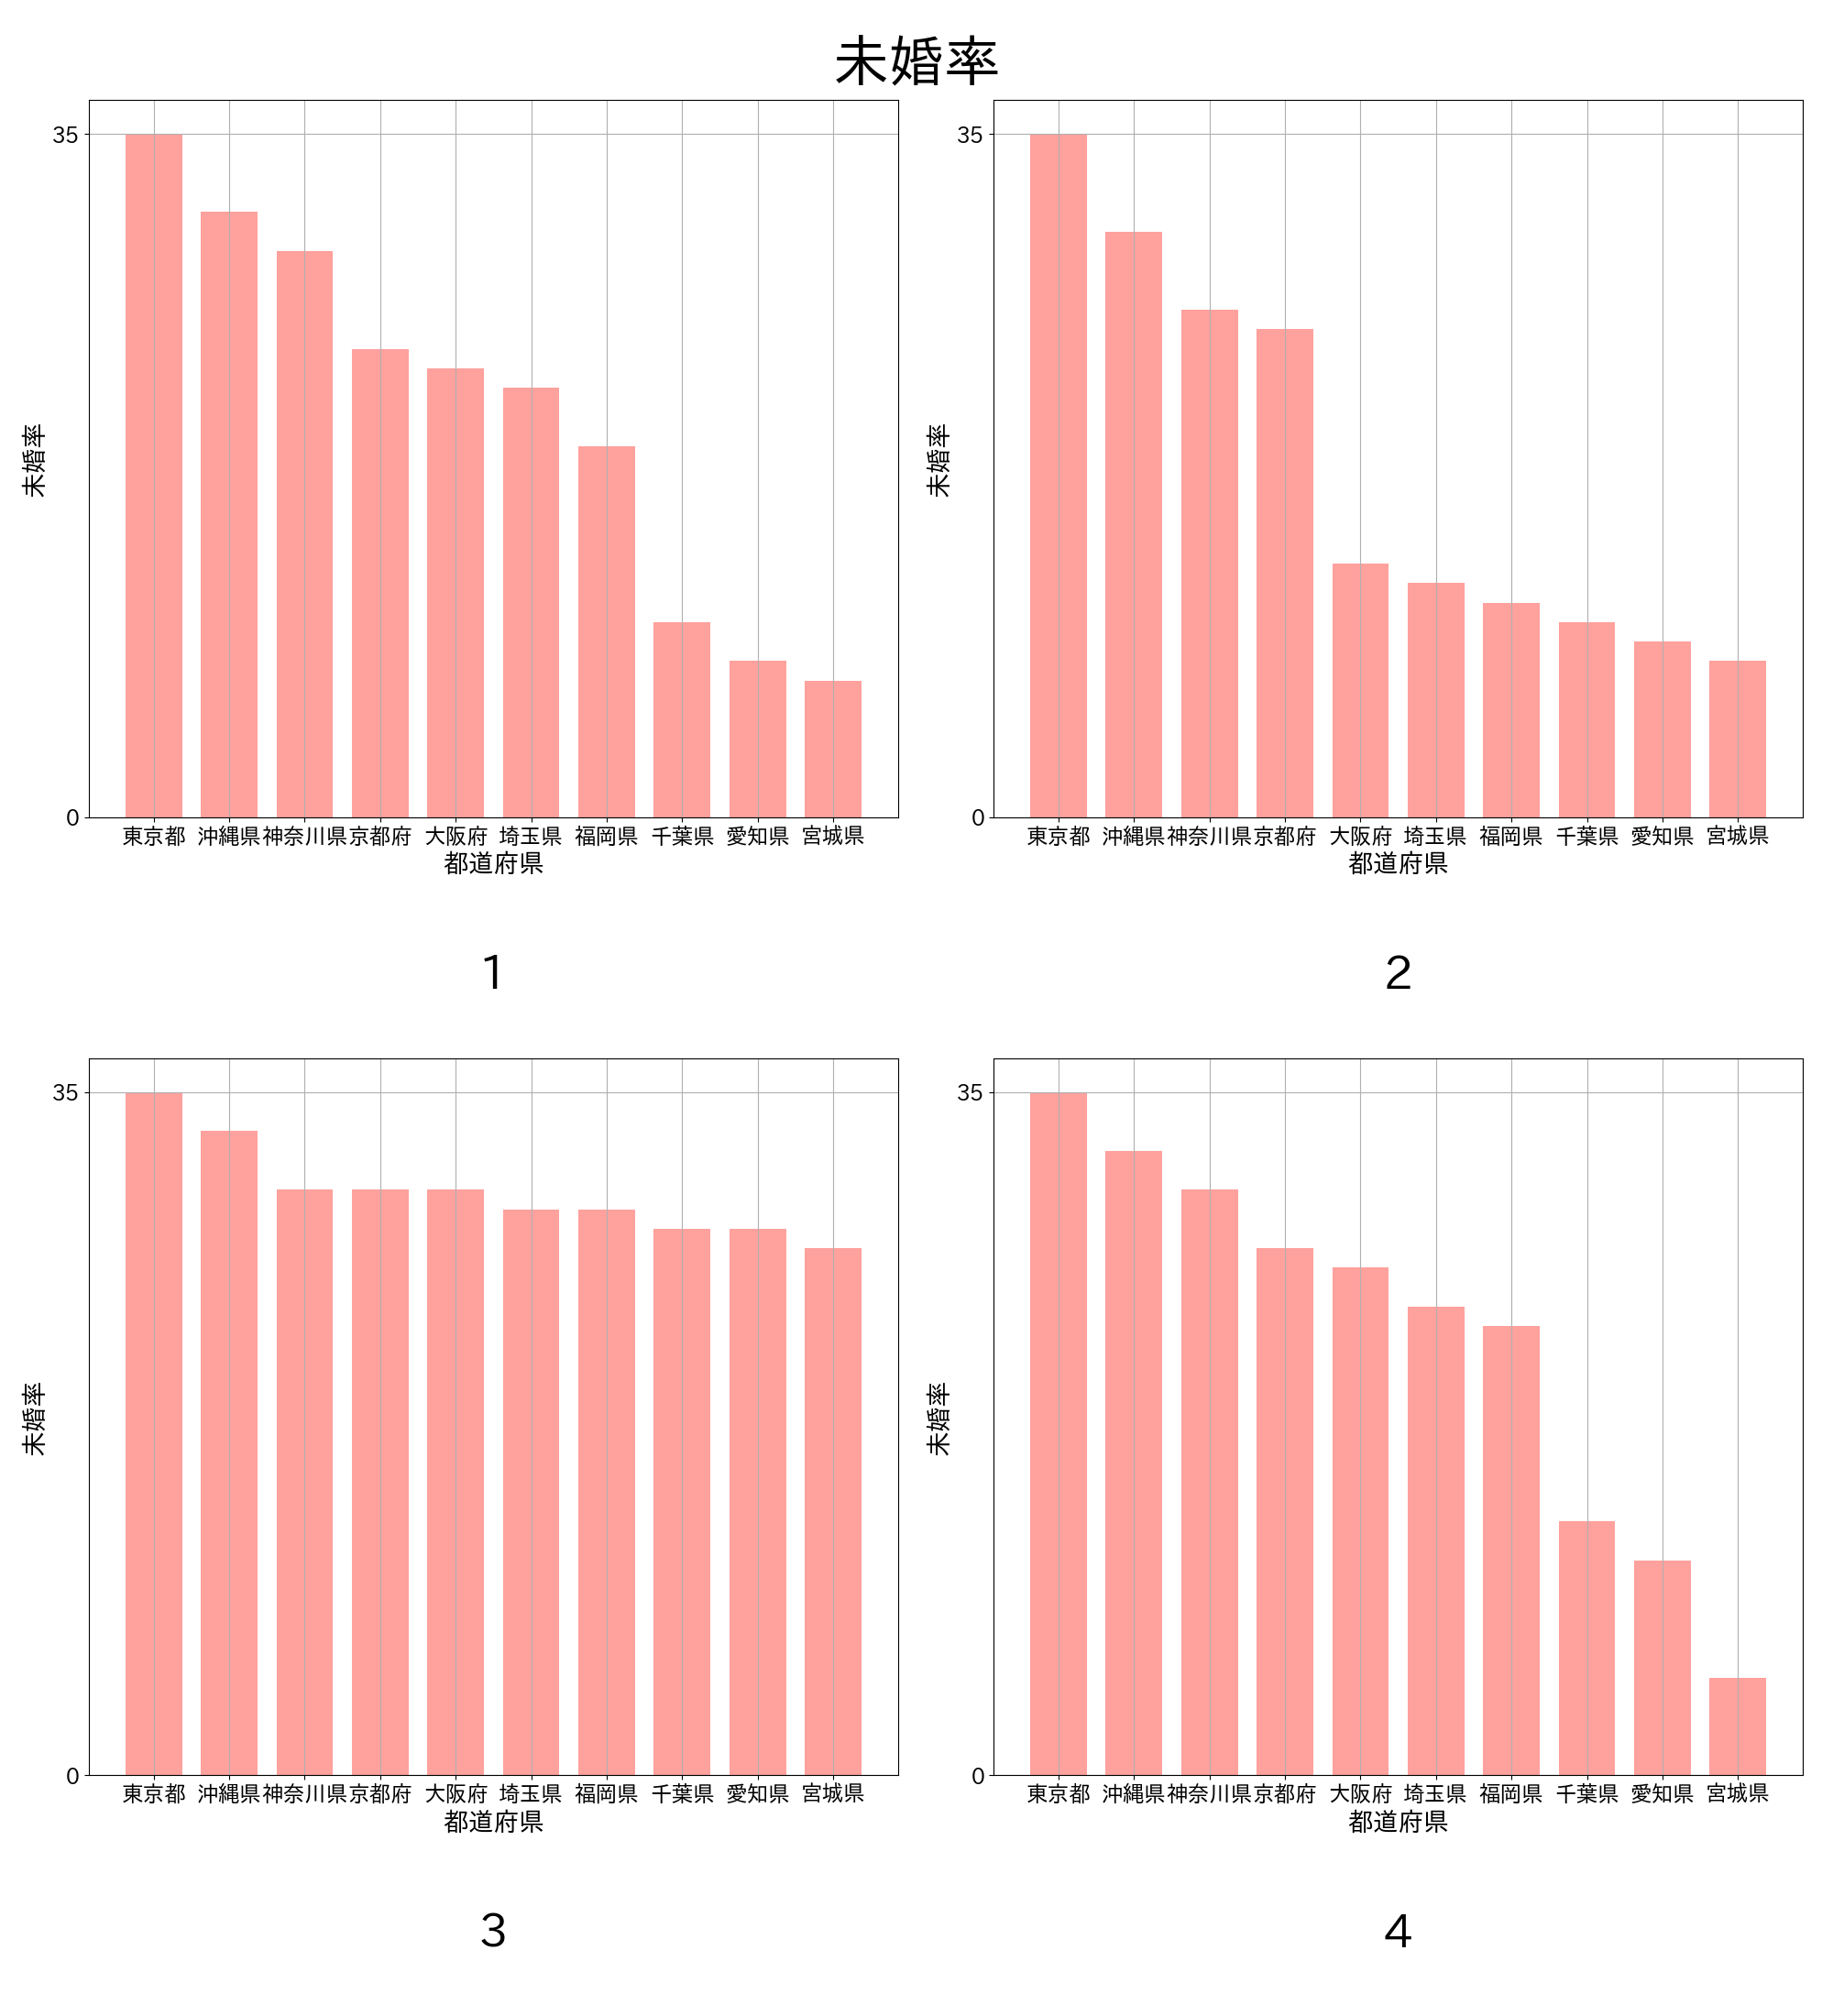 未婚率
35
0
未婚率
東京都 沖縄県 神奈川県 京都府 大阪府 埼玉県 福岡県 千葉県 愛知県 宮城県
都道府県
1
35
0
未婚率
東京都 沖縄県 神奈川県 京都府 大阪府 埼玉県 福岡県 千葉県 愛知県 宮城県
都道府県
2
35
0
未婚率
東京都 沖縄県 神奈川県 京都府 大阪府 埼玉県 福岡県 千葉県 愛知県 宮城県
都道府県
3
35
0
未婚率
東京都 沖縄県 神奈川県 京都府 大阪府 埼玉県 福岡県 千葉県 愛知県 宮城県
都道府県
4